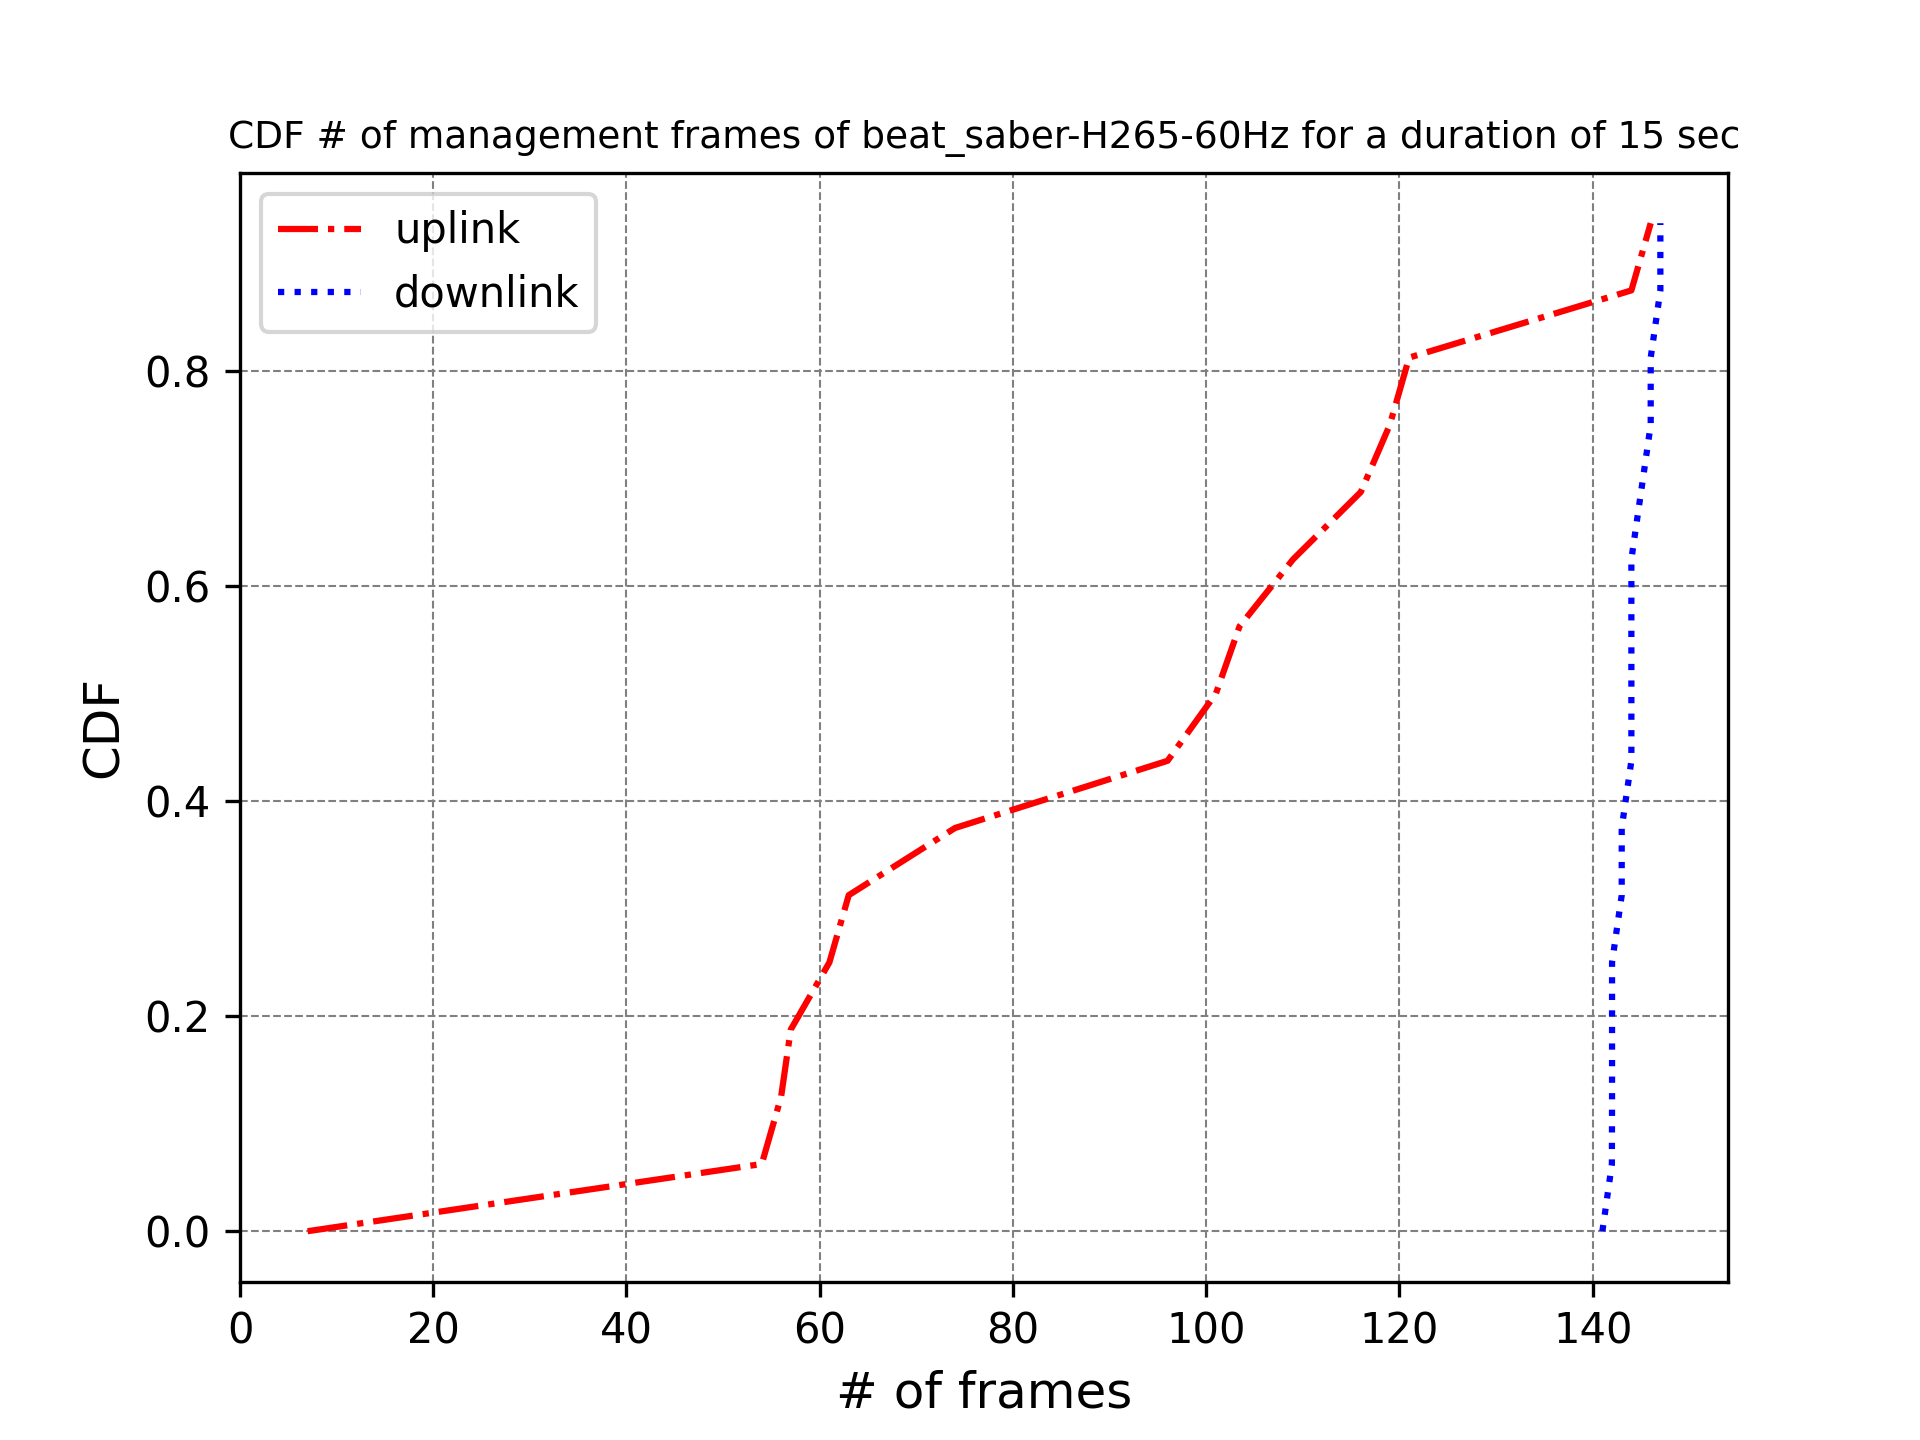 CDF # of management frames of beat_saber-H265-60Hz for a duration of 15 sec
uplink
downlink
0.8
0.6
0.4
0.2
0.0
CDF
0 20 40 60 80 100 120 140
# of frames